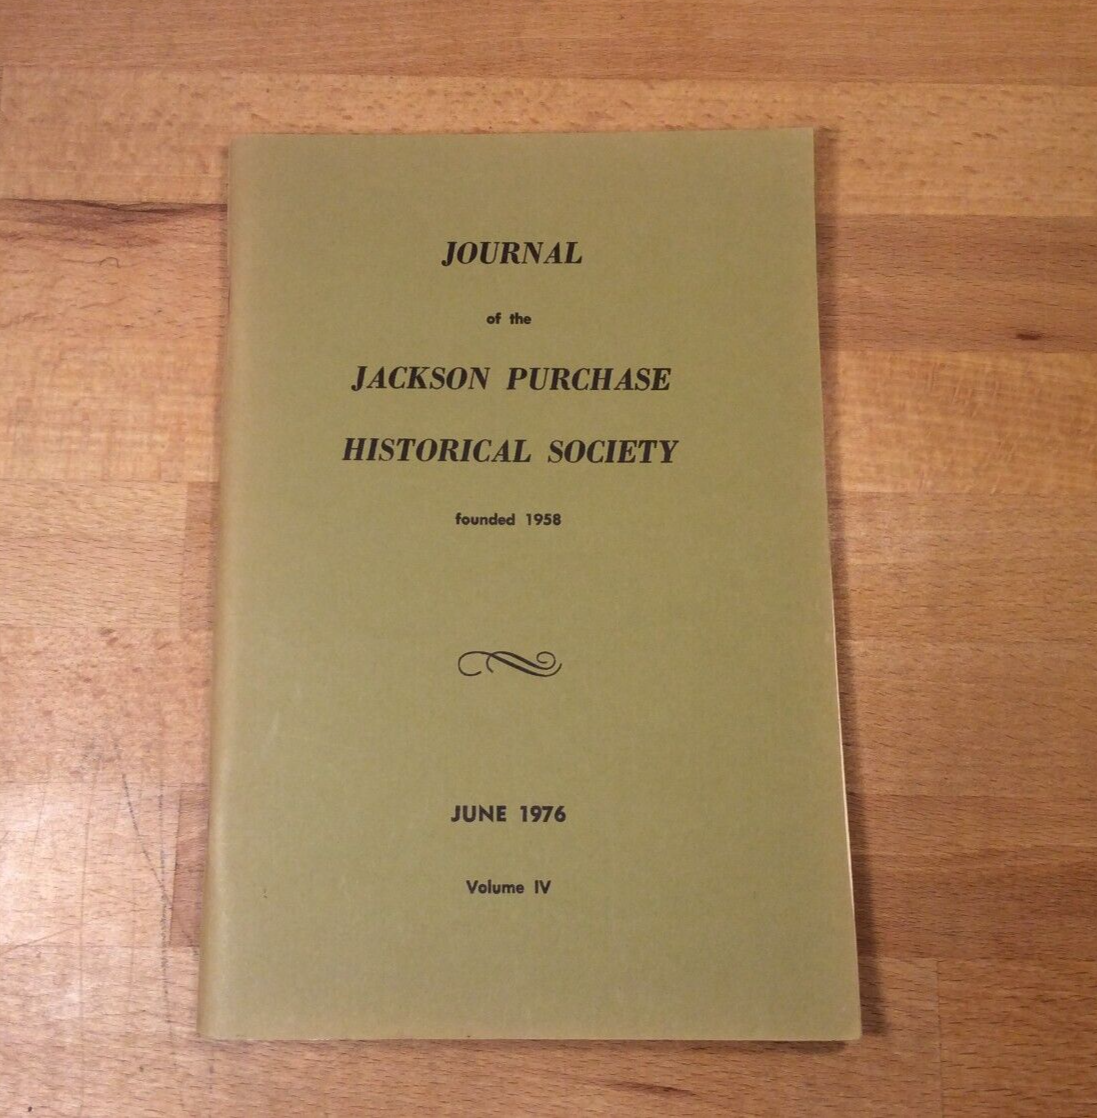 JOURNAL
of the
JACKSON PURCHASE
HISTORICAL SOCIETY
founded 1958
JUNE 1976
Volume IV